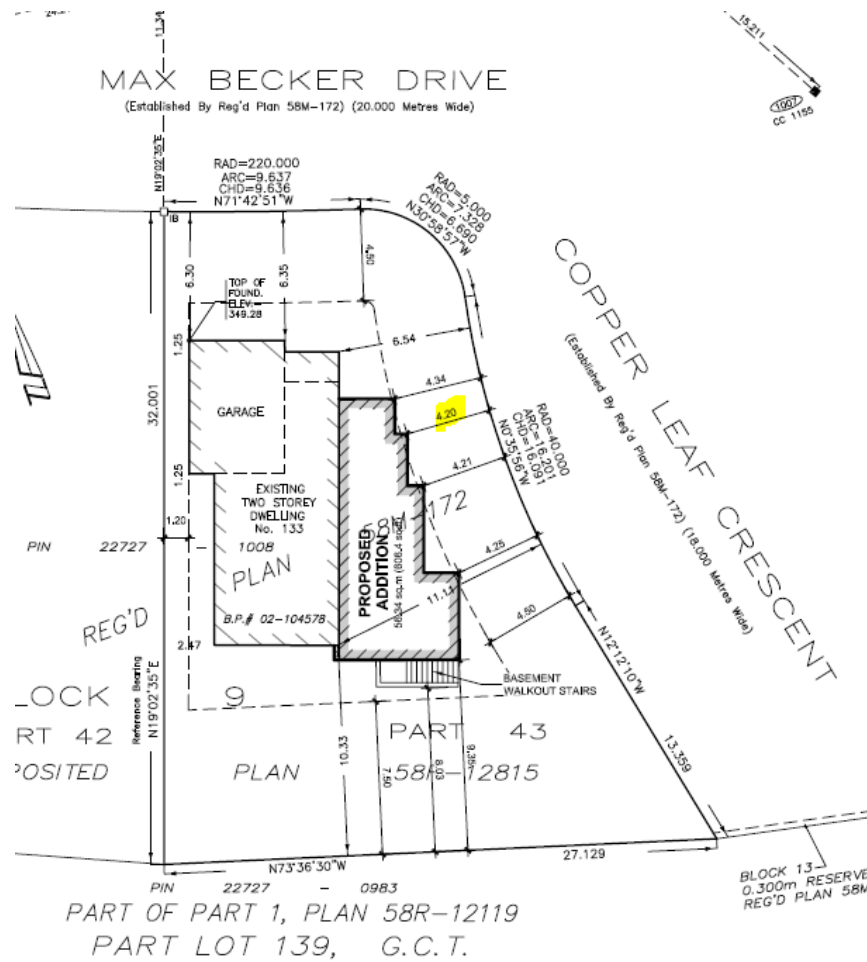 11.34
15.211
1007
CC 1155
MAX BECKER DRIVE
(Established By Reg'd Plan 58M-172) (20.000 Metres Wide)
N19°02'35"E
RAD=220.000
ARC=9.637
CHD=9.636
N71°42'51"W
RAD=5.000
ARC=7.328
CHD=6.690
N30°58'57"W
IB
4.50
6.30
6.35
TOP OF
FOUND.
ELEV.=
349.28
COPPER LEAF CRESCENT
(Established By Reg'd Plan 58M-172) (18.000 Metres Wide)
1.25
6.54
4.34
32.001
GARAGE
4.20
RAD=40.000
ARC=16.201
CHD=16.091
N0°35'56"W
1.25
4.21
EXISTING
TWO STOREY
DWELLING
No. 133
58M-172
1.20
PIN 22727 - 1008
PLAN
PROPOSED
ADDITION
4.25
11.14
B.P.# 02-104578
REG'D
4.50
2.47
N12°12'10"W
BASEMENT
WALKOUT STAIRS
Reference Bearing
N19°02'35"E
LOCK 9
RT 42
PART 43
10.33
7.50
8.03
9.35
13.359
POSITED PLAN 58R-12815
N73°36'30"W
27.129
BLOCK 13
0.300m RESERVE
REG'D PLAN 58M
PIN 22727 - 0983
PART OF PART 1, PLAN 58R-12119
PART LOT 139, G.C.T.